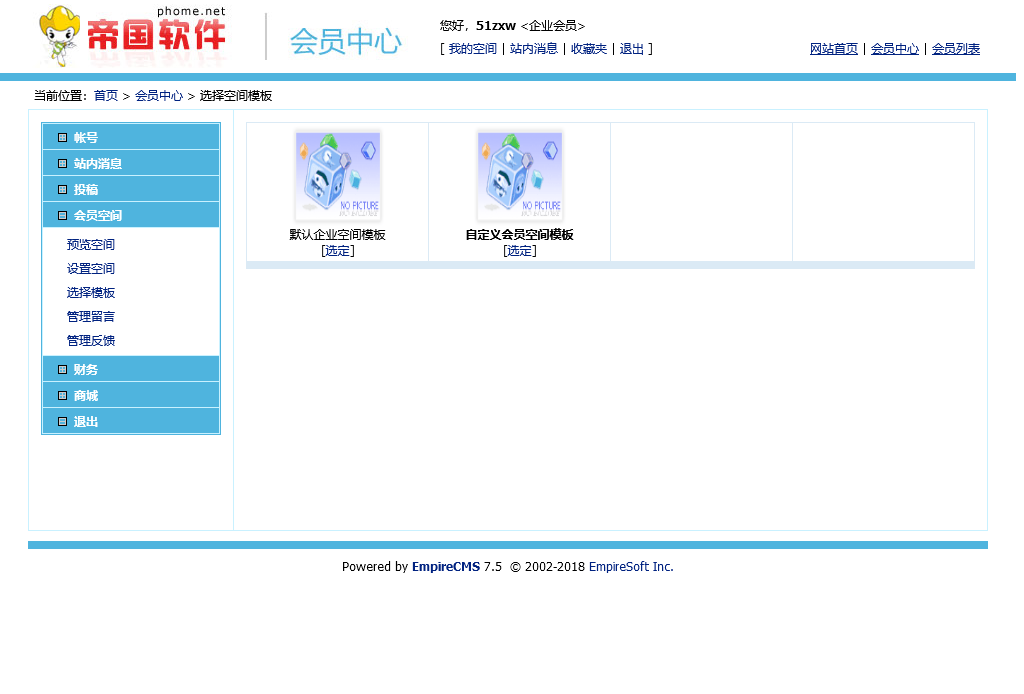 phome.net
帝国软件
会员中心
您好，51zxw <企业会员>
[ 我的空间 | 站内消息 | 收藏夹 | 退出 ]
网站首页 | 会员中心 | 会员列表
当前位置：首页 > 会员中心 > 选择空间模板
帐号
站内消息
投稿
会员空间
预览空间
设置空间
选择模板
管理留言
管理反馈
财务
商城
退出
NO PICTURE
默认企业空间模板
[选定]
NO PICTURE
自定义会员空间模板
[选定]
Powered by EmpireCMS 7.5 © 2002-2018 EmpireSoft Inc.